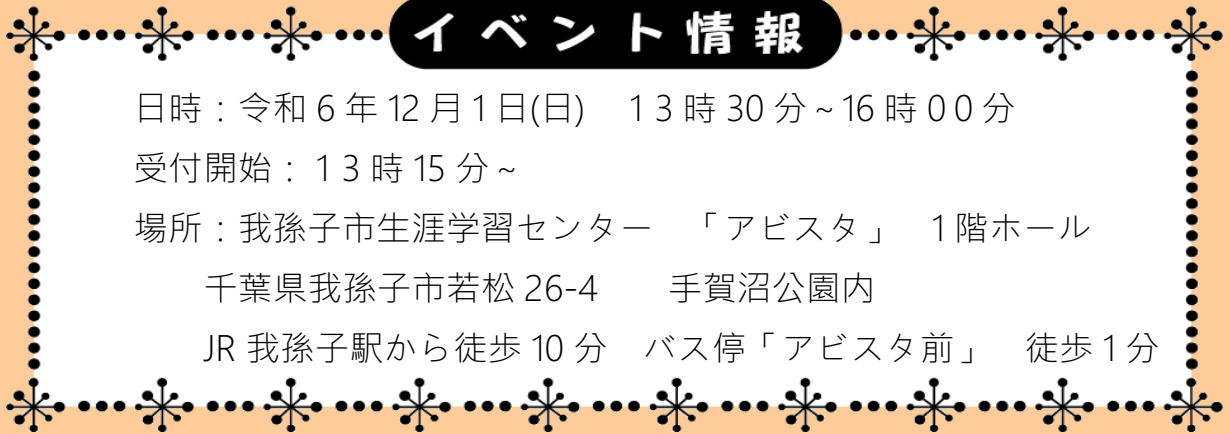 イベント情報
日時：令和６年 12 月１日(日)　１３時 30 分～16 時００分
受付開始：１３時 15 分～
場所：我孫子市生涯学習センター　「アビスタ」　１階ホール
千葉県我孫子市若松 26-4　　手賀沼公園内
JR 我孫子駅から徒歩 10 分　バス停「アビスタ前」　徒歩１分